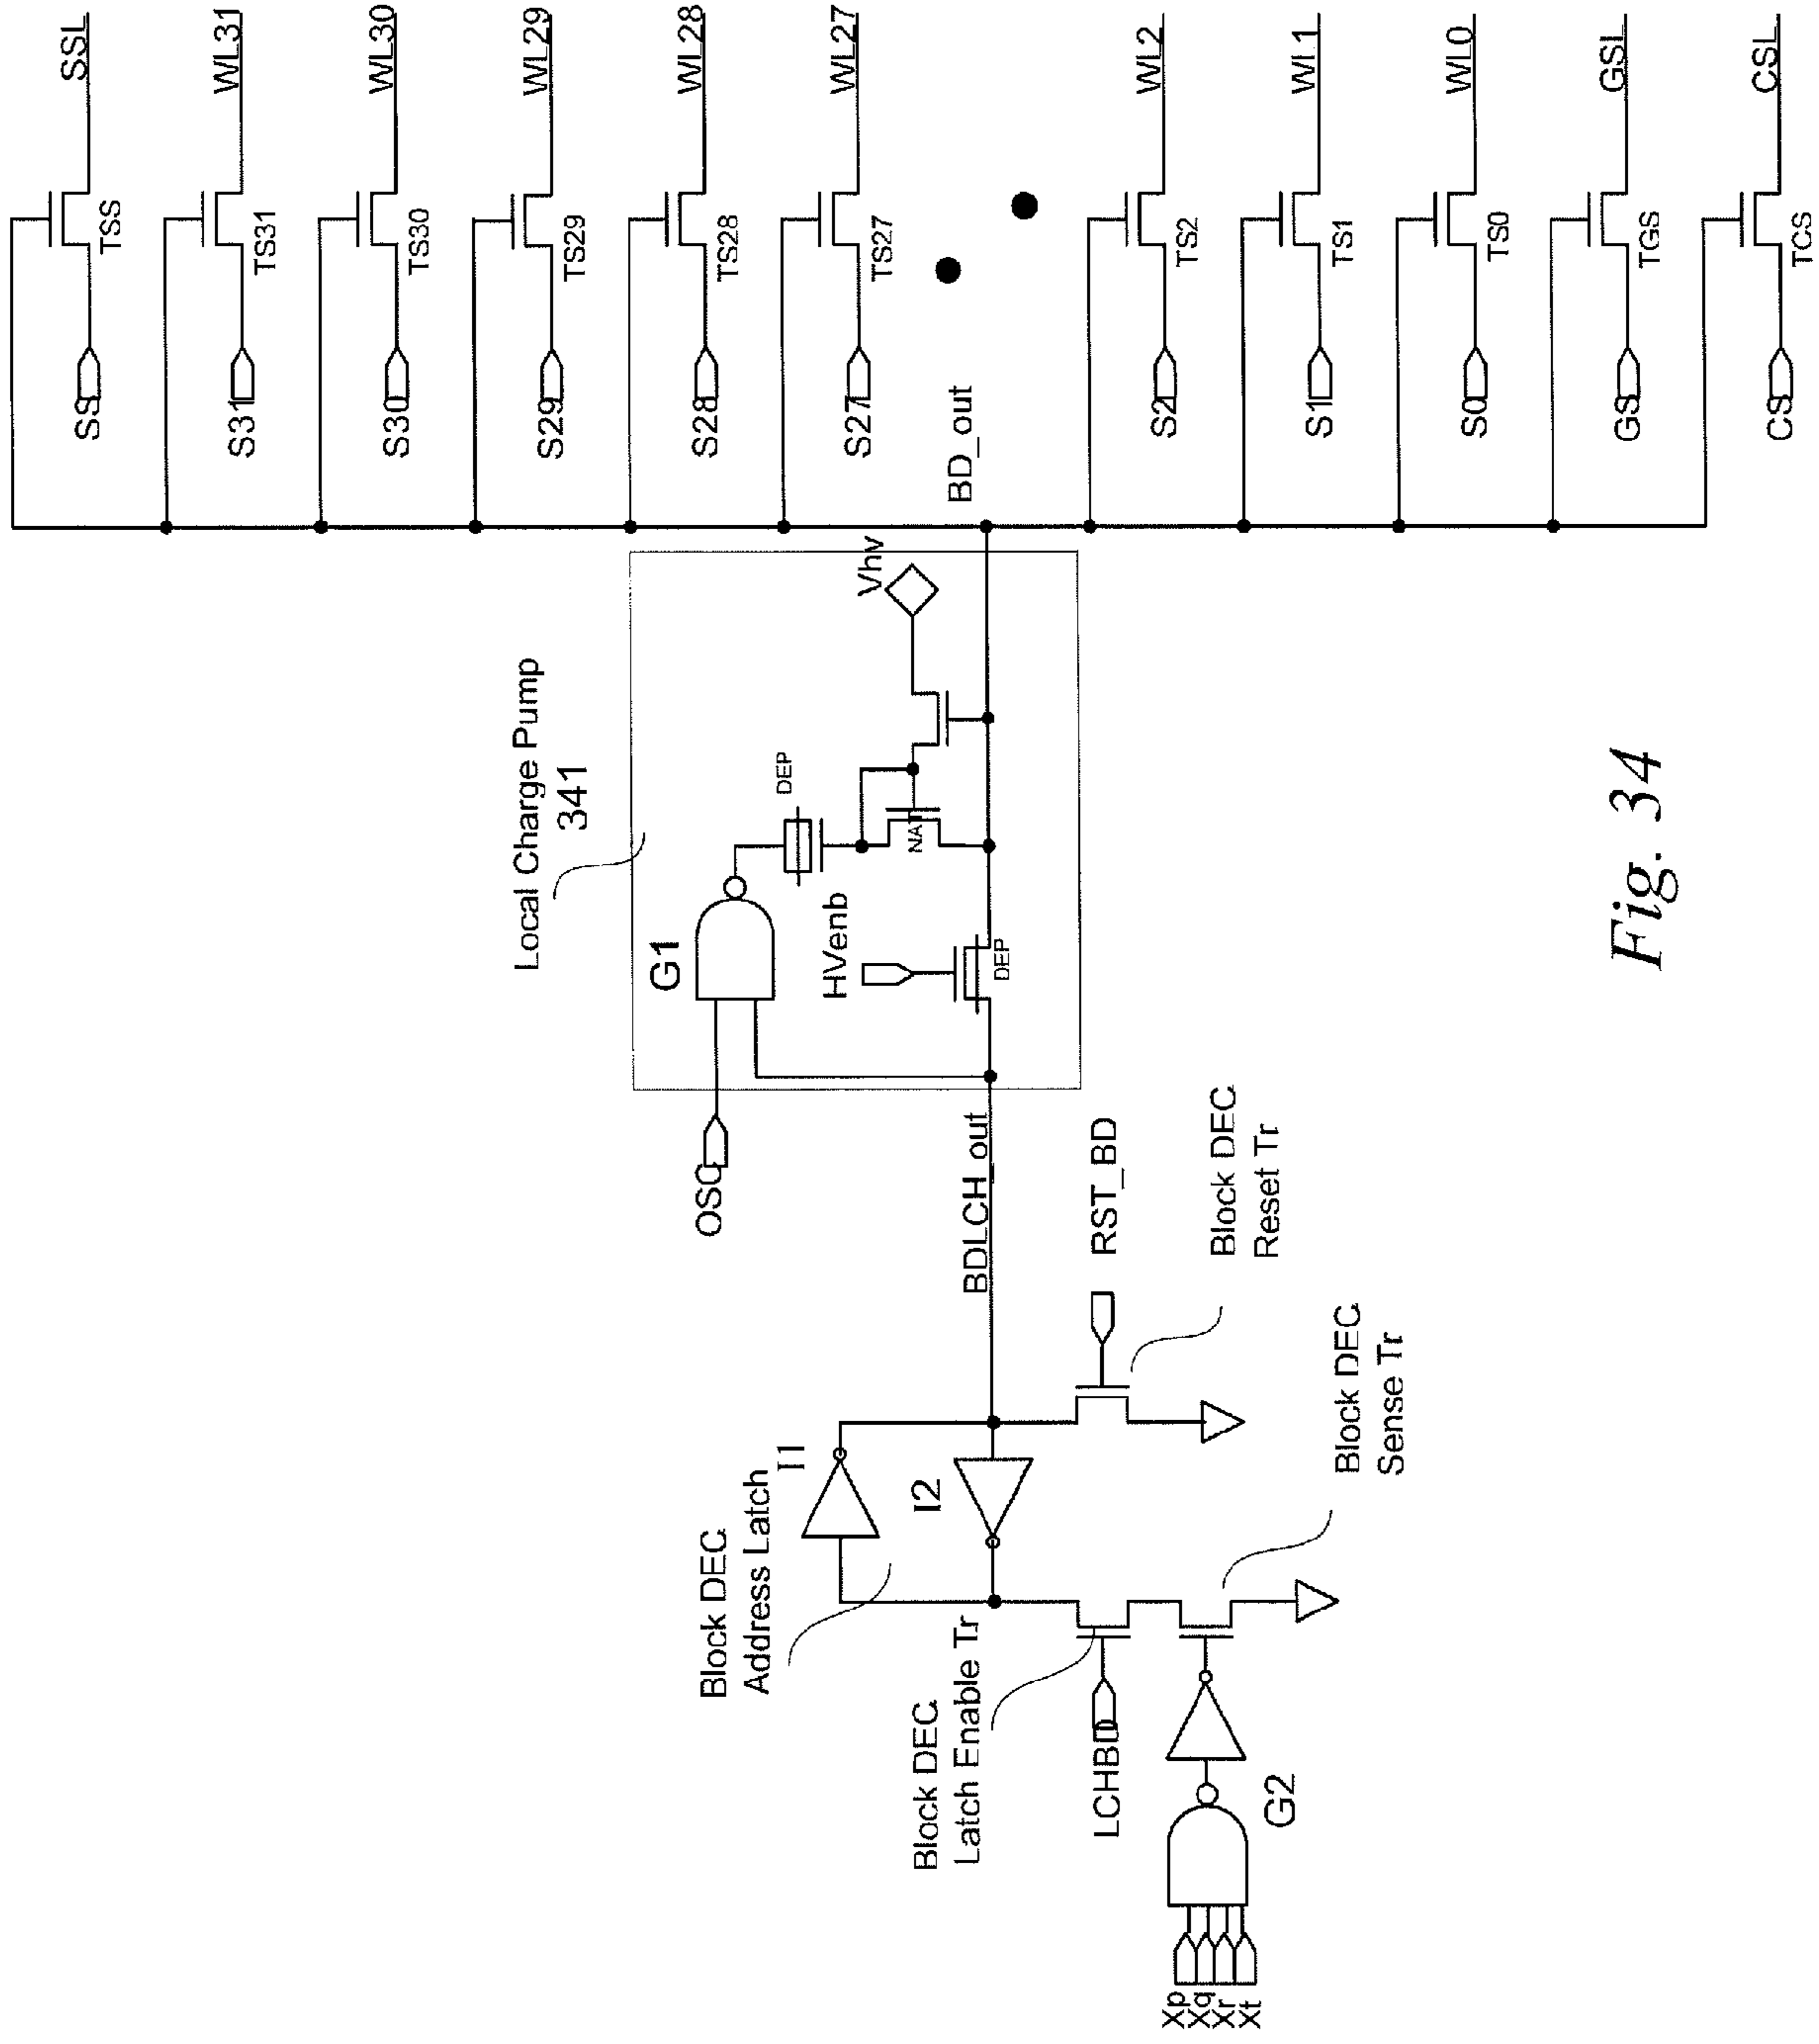 SSL
TSS
SS
WL31
TS31
S31
WL30
TS30
S30
WL29
TS29
S29
WL28
TS28
S28
WL27
TS27
S27
BD_out
WL2
TS2
S2
WL1
TS1
S1
WL0
TS0
S0
GSL
TGS
GS
CSL
TCS
CS
Local Charge Pump
341
Vhv
DEP
NAT
G1
HVenb
DEP
OSC
BDLCH_out
RST_BD
Block DEC
Reset Tr
Block DEC
Sense Tr
I1
I2
Block DEC
Address Latch
Block DEC
Latch Enable Tr
LCHBD
G2
Xp
Xq
Xr
Xt
Fig. 34